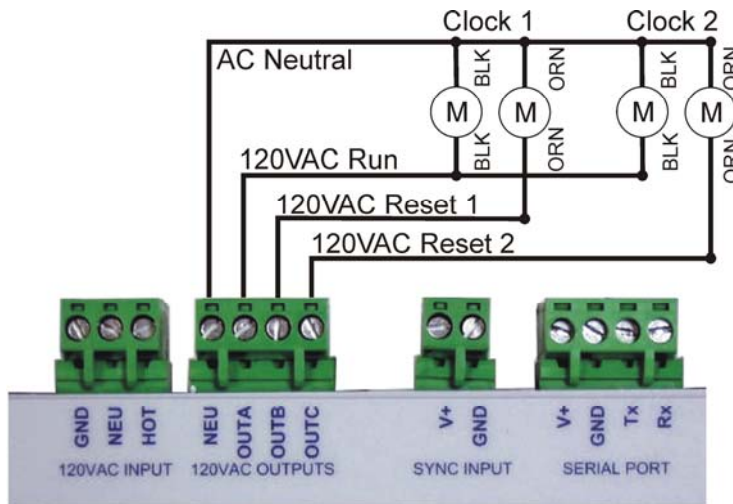 Clock 1 Clock 2
AC Neutral
BLK ORN BLK ORN
M M M M
BLK ORN BLK ORN
120VAC Run
120VAC Reset 1
120VAC Reset 2
GND NEU HOT
NEU OUTA OUTB OUTC
V+ GND
V+ GND Tx Rx
120VAC INPUT
120VAC OUTPUTS
SYNC INPUT
SERIAL PORT